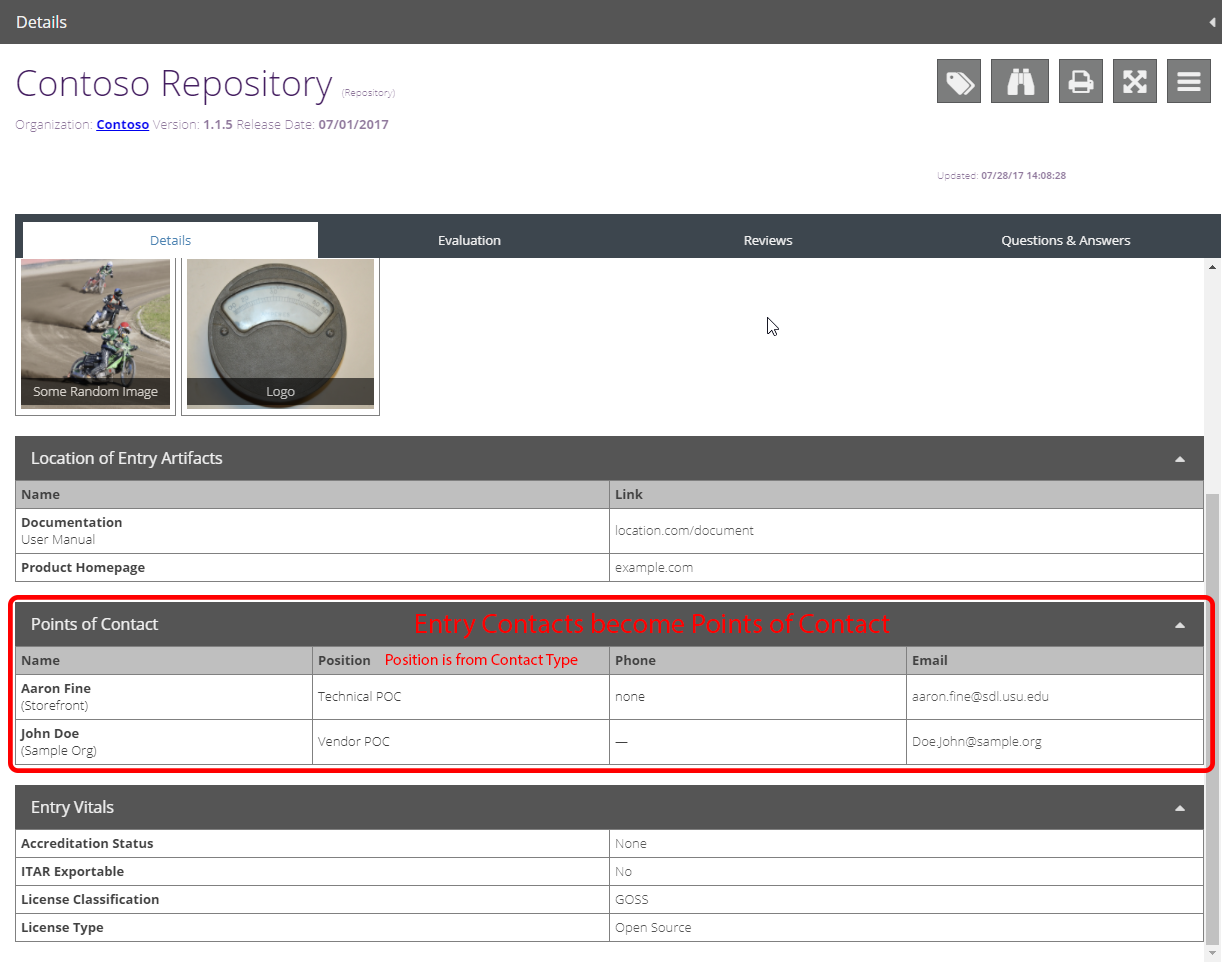 Details
Contoso Repository (Repository)
Organization: Contoso Version: 1.1.5 Release Date: 07/01/2017
Updated: 07/28/17 14:08:28
Details Evaluation Reviews Questions & Answers
Some Random Image Logo
Location of Entry Artifacts
Name Link
Documentation
User Manual location.com/document
Product Homepage example.com
Points of Contact Entry Contacts become Points of Contact
Name Position Position is from Contact Type Phone Email
Aaron Fine
(Storefront) Technical POC none aaron.fine@sdl.usu.edu
John Doe
(Sample Org) Vendor POC — Doe.John@sample.org
Entry Vitals
Accreditation Status None
ITAR Exportable No
License Classification GOSS
License Type Open Source